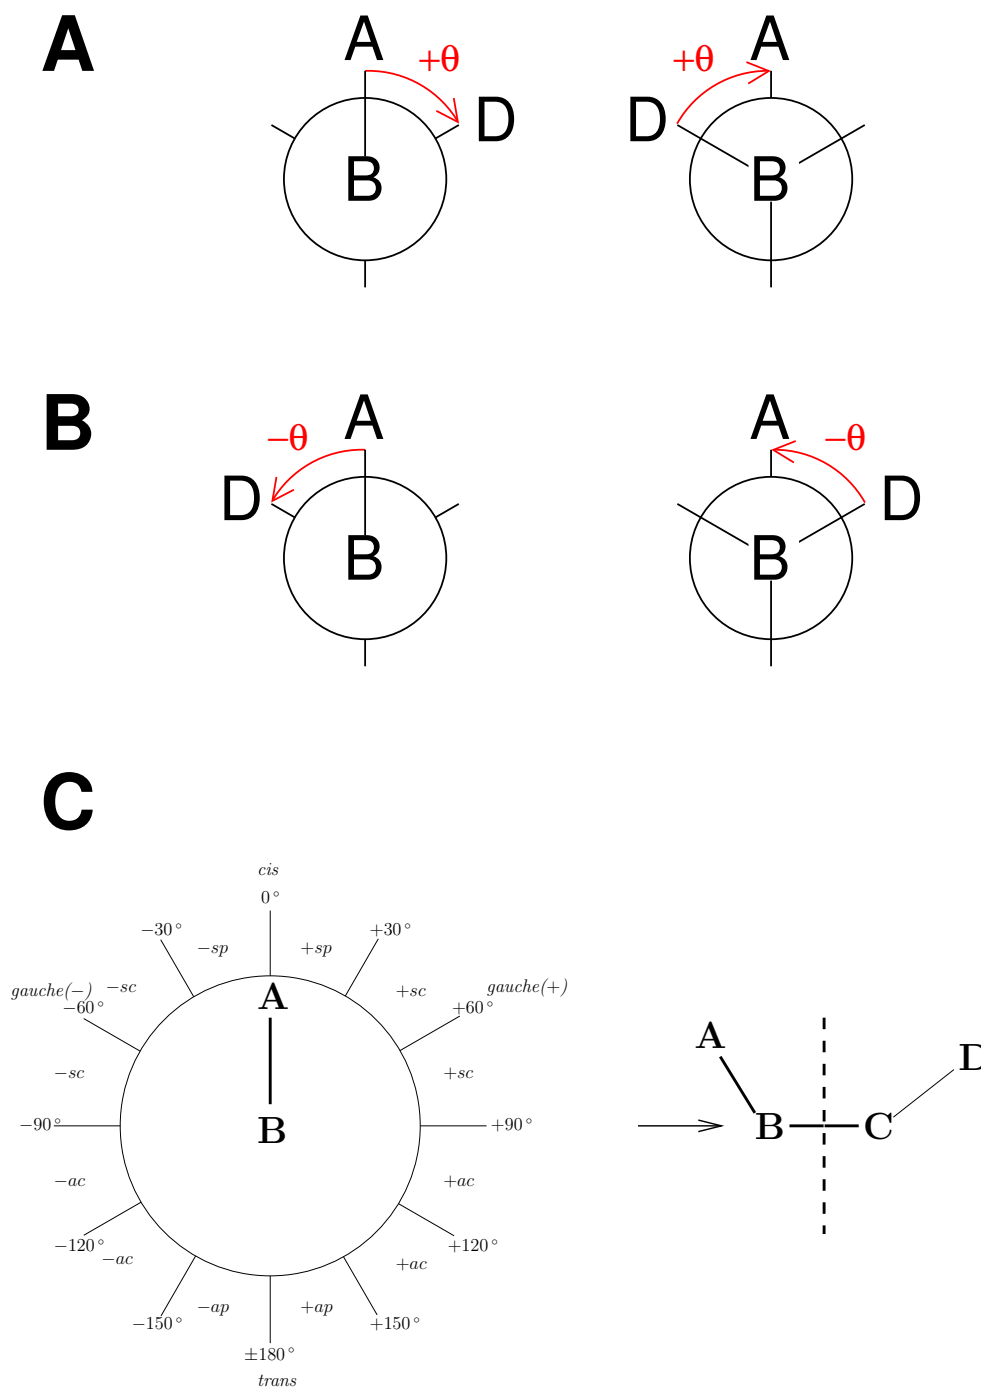 A
A +θ D B
+θ A D B
B
−θ A D B
A −θ D B
C
cis
0°
−30° −sp +sp +30°
gauche(−) −sc A +sc gauche(+)
−60° +60°
−sc +sc
−90° B +90°
−ac +ac
−120° +120°
−ac +ac
−150° −ap +ap +150°
±180°
trans
A
B C D